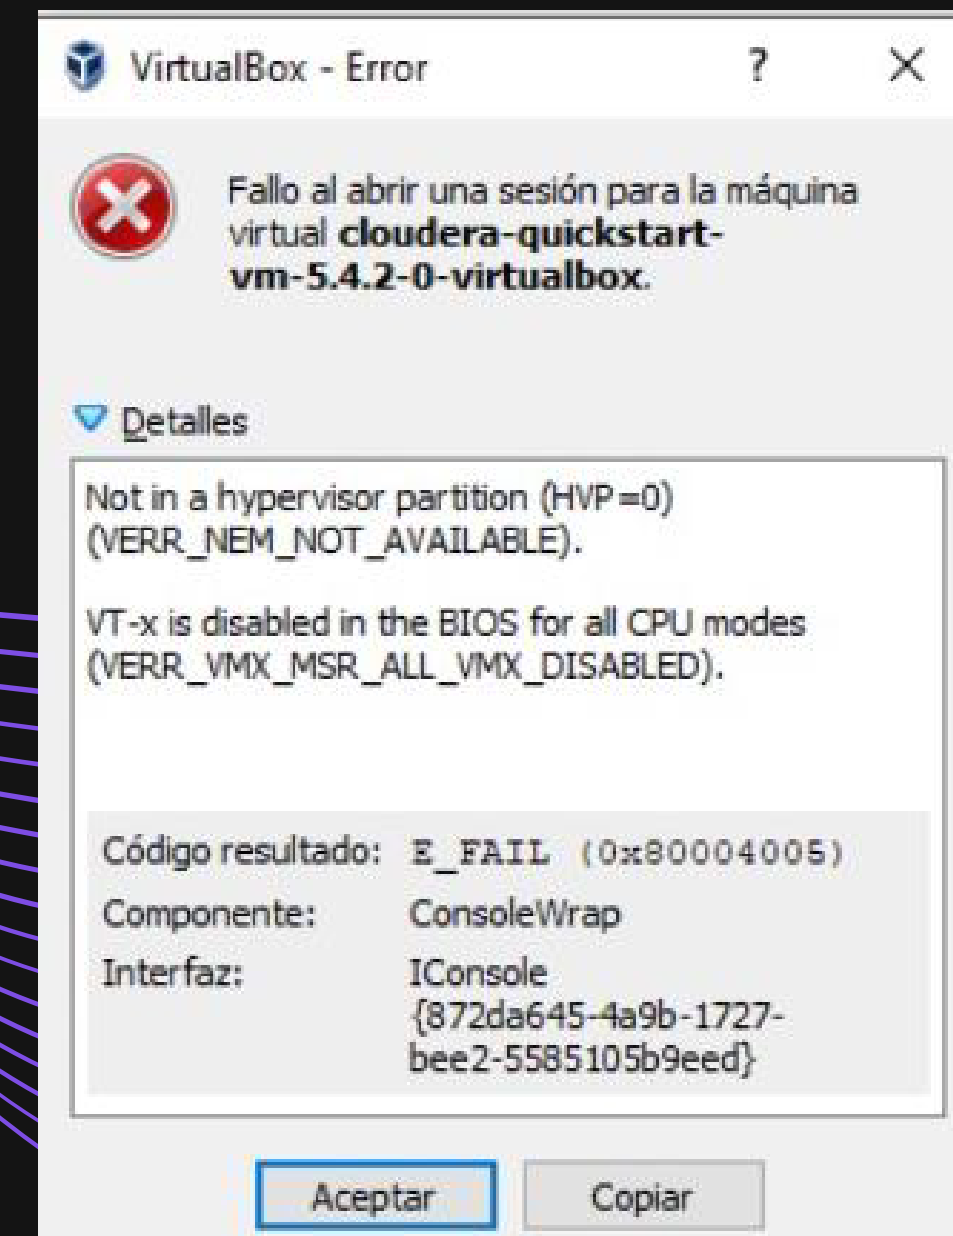 VirtualBox - Error
?
Fallo al abrir una sesión para la máquina
virtual cloudera-quickstart-
vm-5.4.2-0-virtualbox.
Detalles
Not in a hypervisor partition (HVP=0)
(VERR_NEM_NOT_AVAILABLE).
VT-x is disabled in the BIOS for all CPU modes
(VERR_VMX_MSR_ALL_VMX_DISABLED).
Código resultado: E_FAIL (0x80004005)
Componente: ConsoleWrap
Interfaz: IConsole
{872da645-4a9b-1727-
bee2-5585105b9eed}
Aceptar Copiar